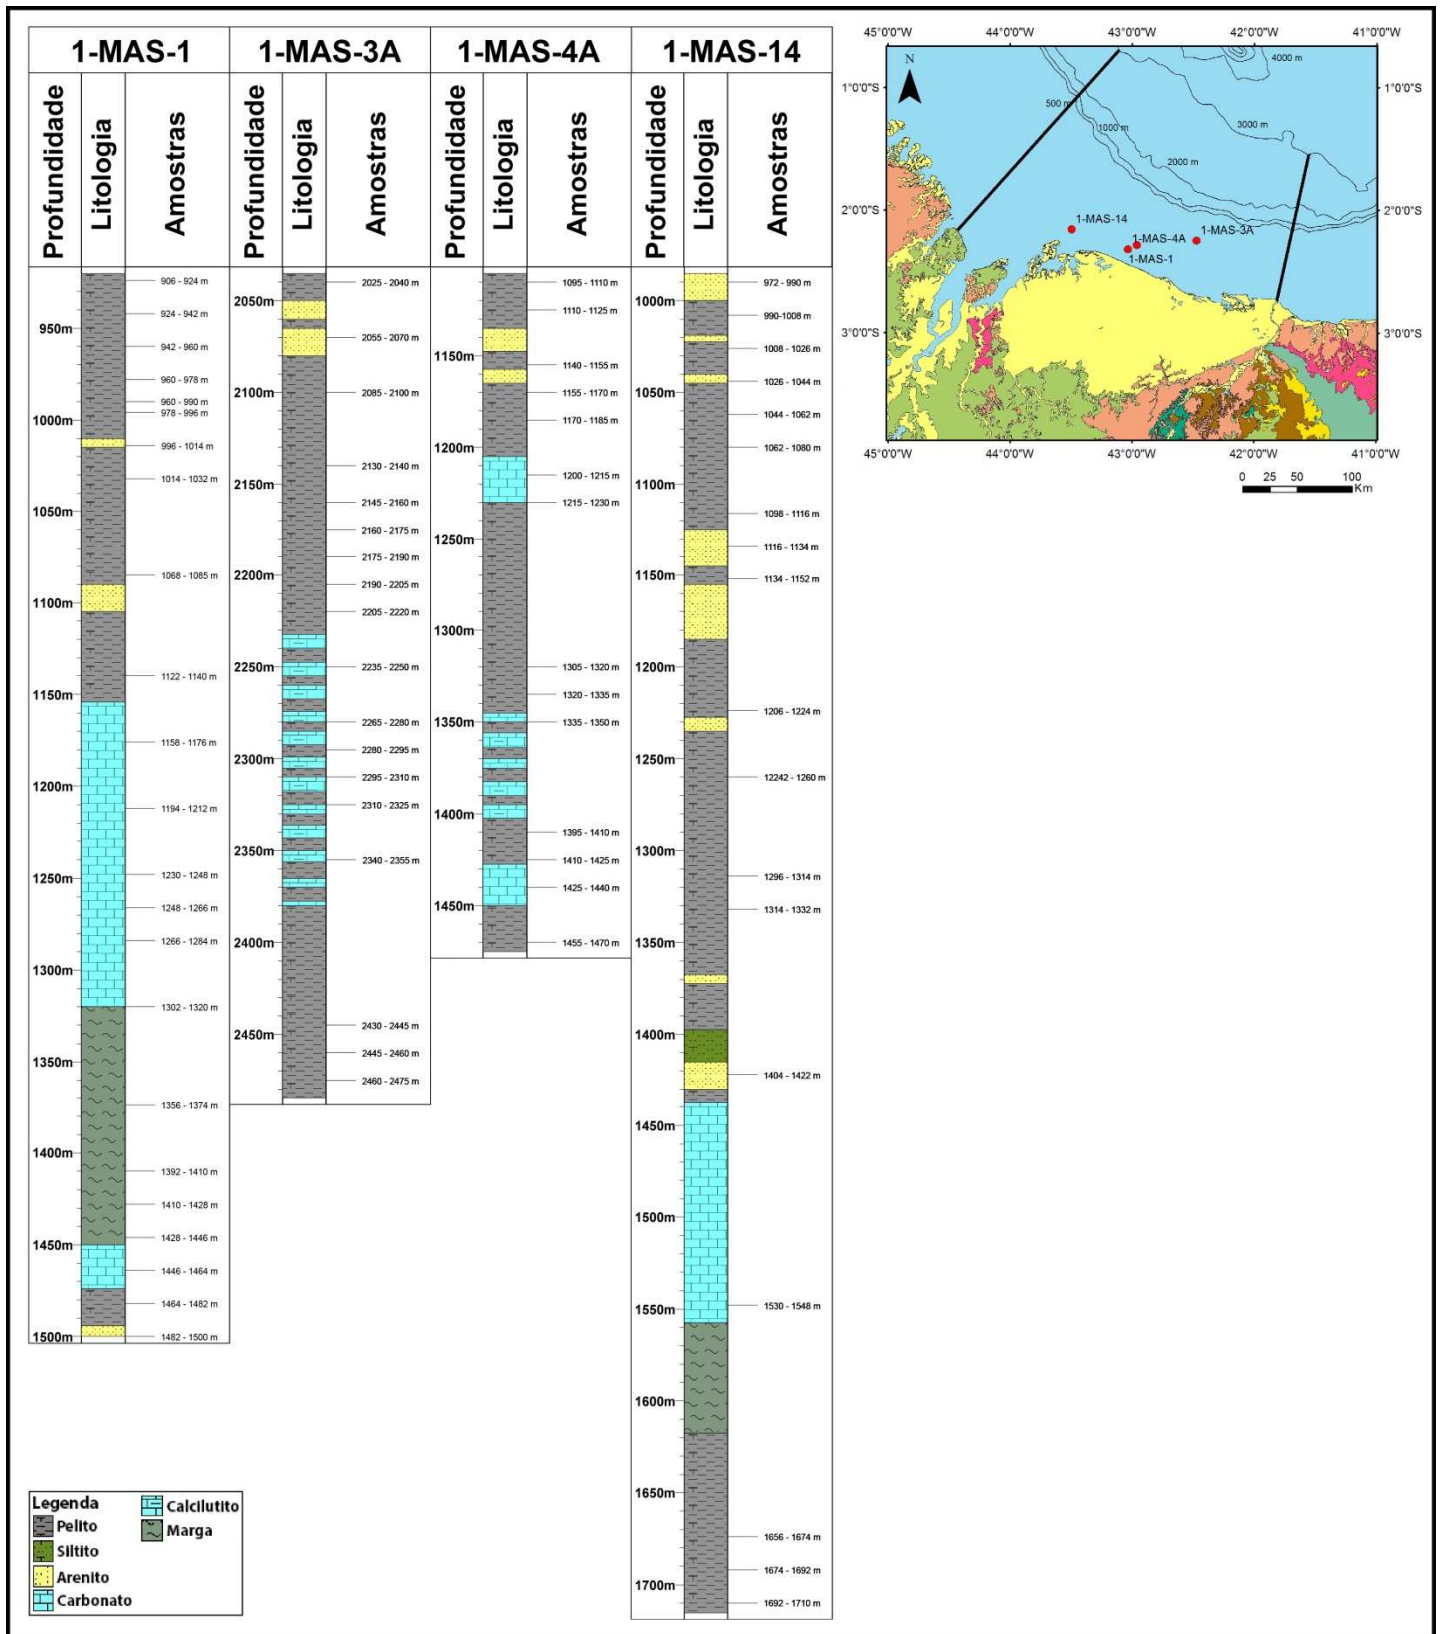 1-MAS-1
Profundidade
Litologia
Amostras
950m
1000m
1050m
1100m
1150m
1200m
1250m
1300m
1350m
1400m
1450m
1500m
906 - 924 m
924 - 942 m
942 - 960 m
960 - 978 m
960 - 990 m
978 - 996 m
996 - 1014 m
1014 - 1032 m
1068 - 1085 m
1122 - 1140 m
1158 - 1176 m
1194 - 1212 m
1230 - 1248 m
1248 - 1266 m
1266 - 1284 m
1302 - 1320 m
1356 - 1374 m
1392 - 1410 m
1410 - 1428 m
1428 - 1446 m
1446 - 1464 m
1464 - 1482 m
1482 - 1500 m
1-MAS-3A
Profundidade
Litologia
Amostras
2050m
2100m
2150m
2200m
2250m
2300m
2350m
2400m
2450m
2025 - 2040 m
2055 - 2070 m
2085 - 2100 m
2130 - 2140 m
2145 - 2160 m
2160 - 2175 m
2175 - 2190 m
2190 - 2205 m
2205 - 2220 m
2235 - 2250 m
2265 - 2280 m
2280 - 2295 m
2295 - 2310 m
2310 - 2325 m
2340 - 2355 m
2430 - 2445 m
2445 - 2460 m
2460 - 2475 m
1-MAS-4A
Profundidade
Litologia
Amostras
1150m
1200m
1250m
1300m
1350m
1400m
1450m
1095 - 1110 m
1110 - 1125 m
1140 - 1155 m
1155 - 1170 m
1170 - 1185 m
1200 - 1215 m
1215 - 1230 m
1305 - 1320 m
1320 - 1335 m
1335 - 1350 m
1395 - 1410 m
1410 - 1425 m
1425 - 1440 m
1455 - 1470 m
1-MAS-14
Profundidade
Litologia
Amostras
1000m
1050m
1100m
1150m
1200m
1250m
1300m
1350m
1400m
1450m
1500m
1550m
1600m
1650m
1700m
972 - 990 m
990-1008 m
1008 - 1026 m
1026 - 1044 m
1044 - 1062 m
1062 - 1080 m
1098 - 1116 m
1116 - 1134 m
1134 - 1152 m
1206 - 1224 m
12242 - 1260 m
1296 - 1314 m
1314 - 1332 m
1404 - 1422 m
1530 - 1548 m
1656 - 1674 m
1674 - 1692 m
1692 - 1710 m
45°0'0"W 44°0'0"W 43°0'0"W 42°0'0"W 41°0'0"W
N
4000 m
1°0'0"S 1°0'0"S
500 m
1000 m
3000 m
2000 m
2°0'0"S 2°0'0"S
1-MAS-14
1-MAS-3A
1-MAS-4A
1-MAS-1
3°0'0"S 3°0'0"S
45°0'0"W 44°0'0"W 43°0'0"W 42°0'0"W 41°0'0"W
0 25 50 100
Km
Legenda
Pelito
Siltito
Arenito
Carbonato
Calcilutito
Marga